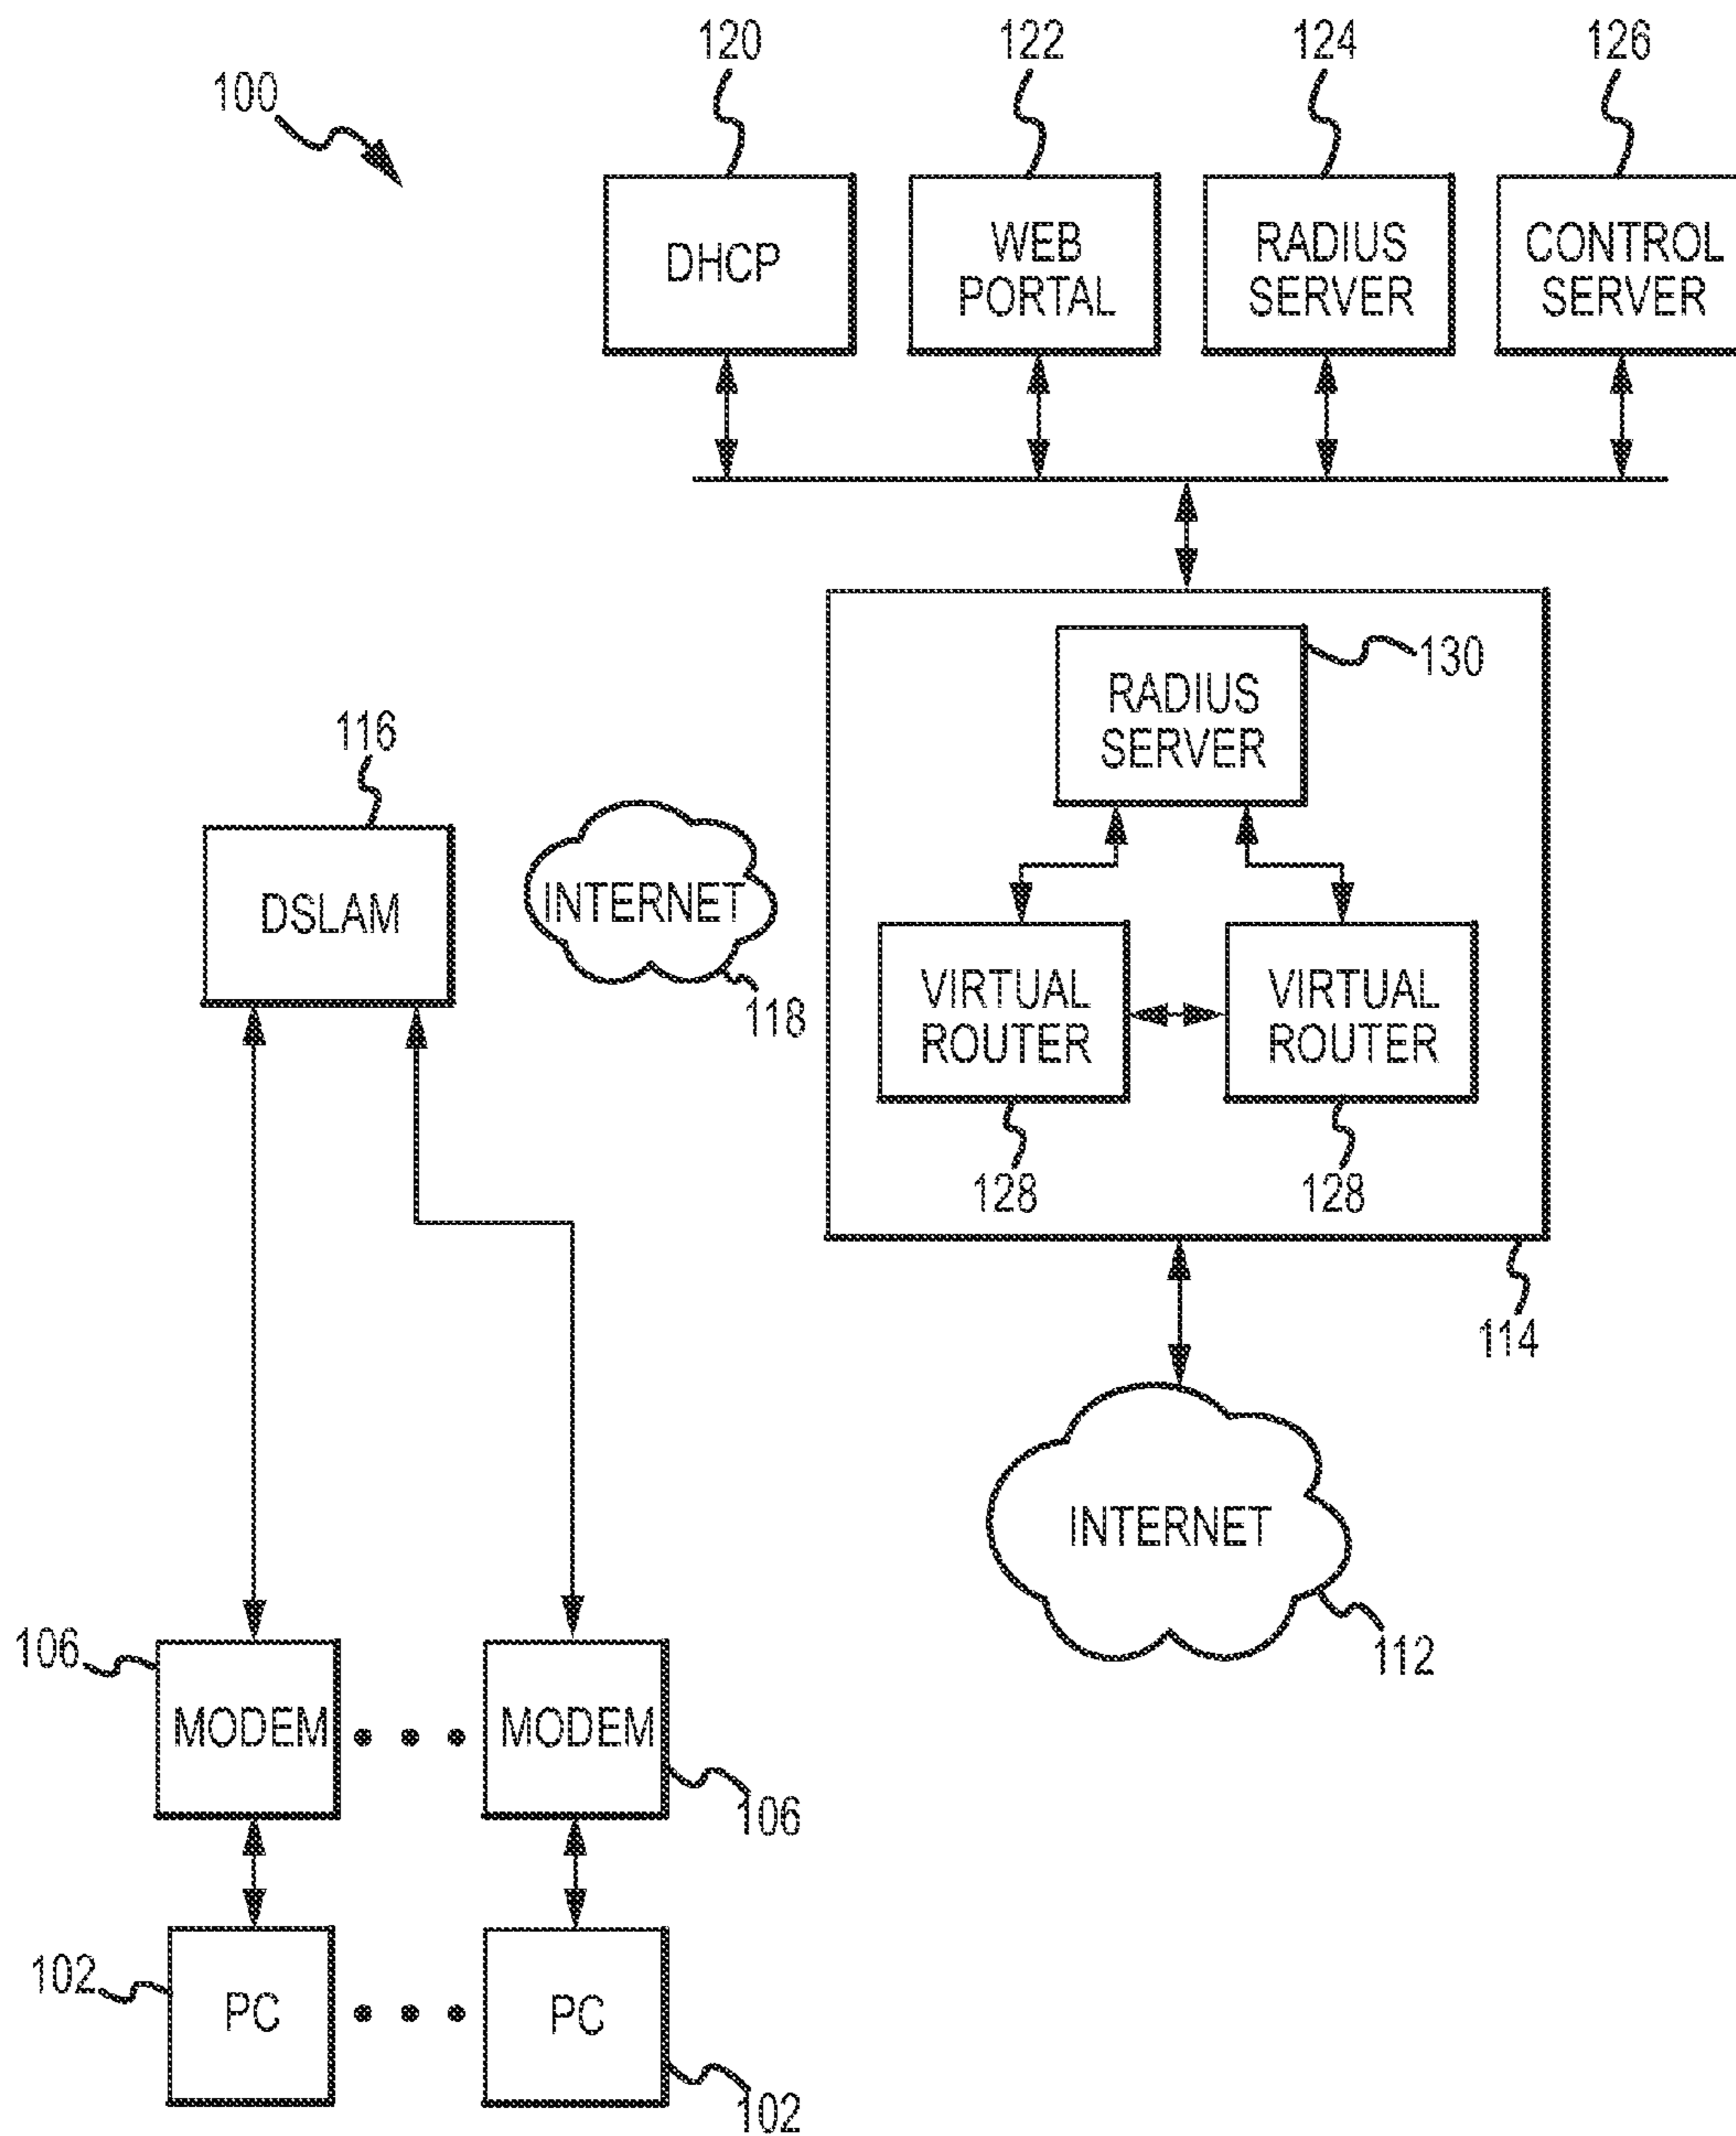 120
122
124
126
100
DHCP
WEB
PORTAL
RADIUS
SERVER
CONTROL
SERVER
130
RADIUS
SERVER
116
DSLAM
INTERNET
118
VIRTUAL
ROUTER
VIRTUAL
ROUTER
128
128
114
INTERNET
112
106
MODEM
MODEM
106
102
PC
PC
102